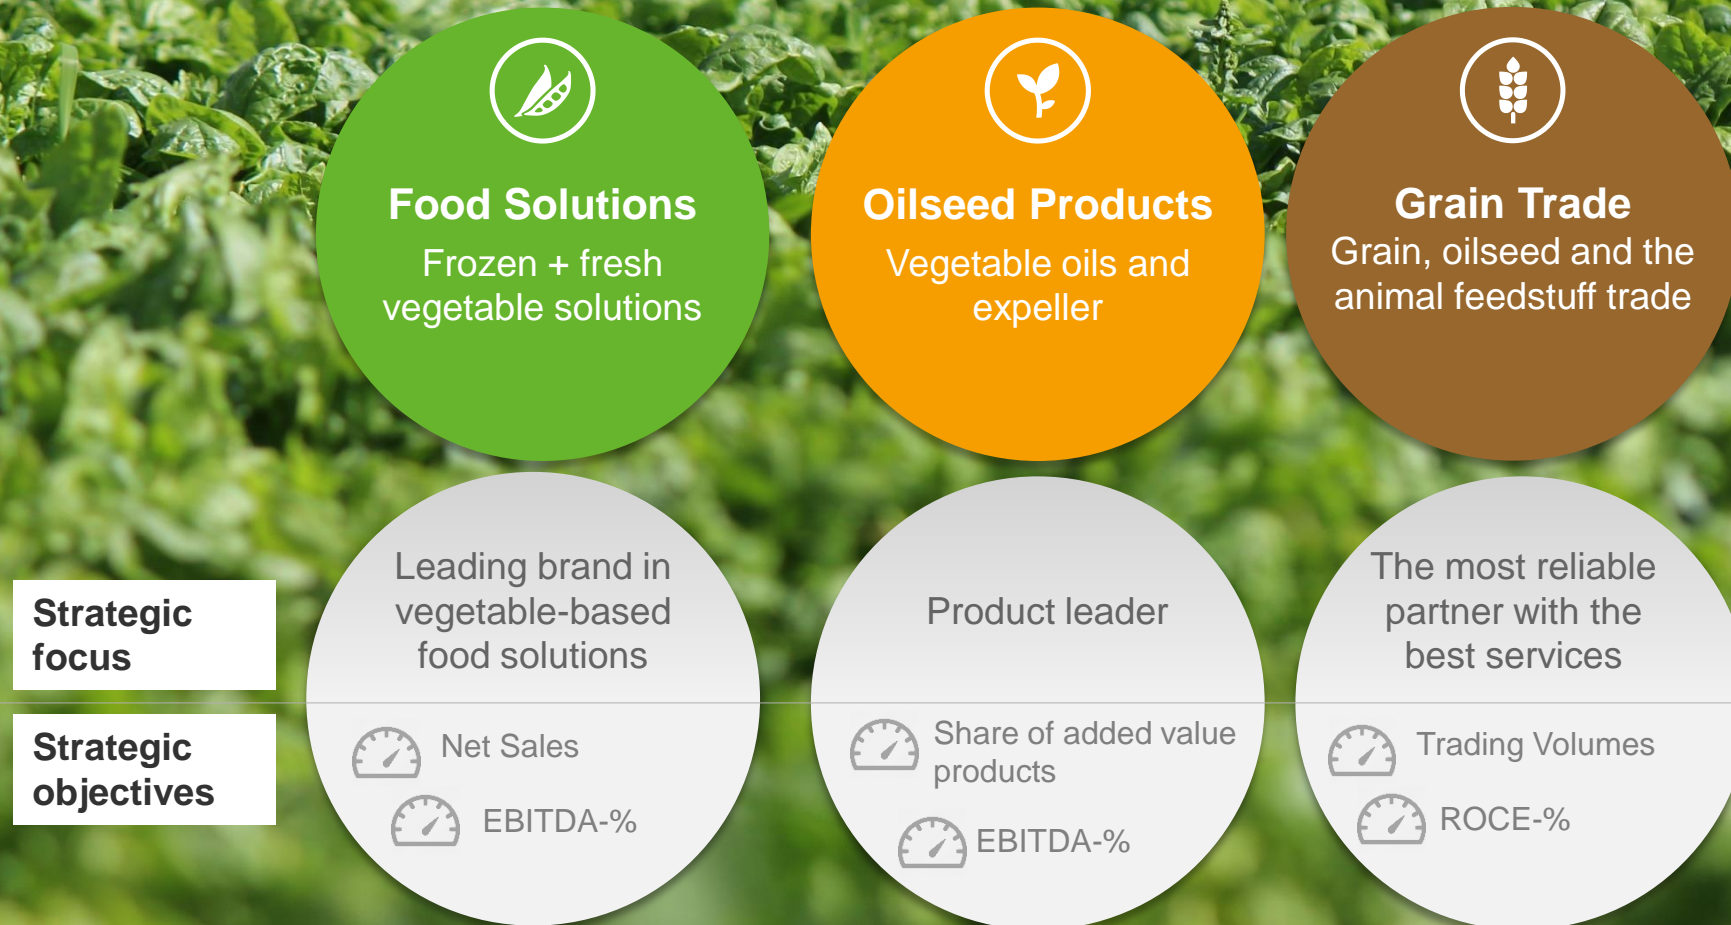 Food Solutions
Frozen + fresh
vegetable solutions
Oilseed Products
Vegetable oils and
expeller
Grain Trade
Grain, oilseed and the
animal feedstuff trade
Strategic
focus
Leading brand in
vegetable-based
food solutions
Product leader
The most reliable
partner with the
best services
Strategic
objectives
Net Sales
EBITDA-%
Share of added value
products
EBITDA-%
Trading Volumes
ROCE-%